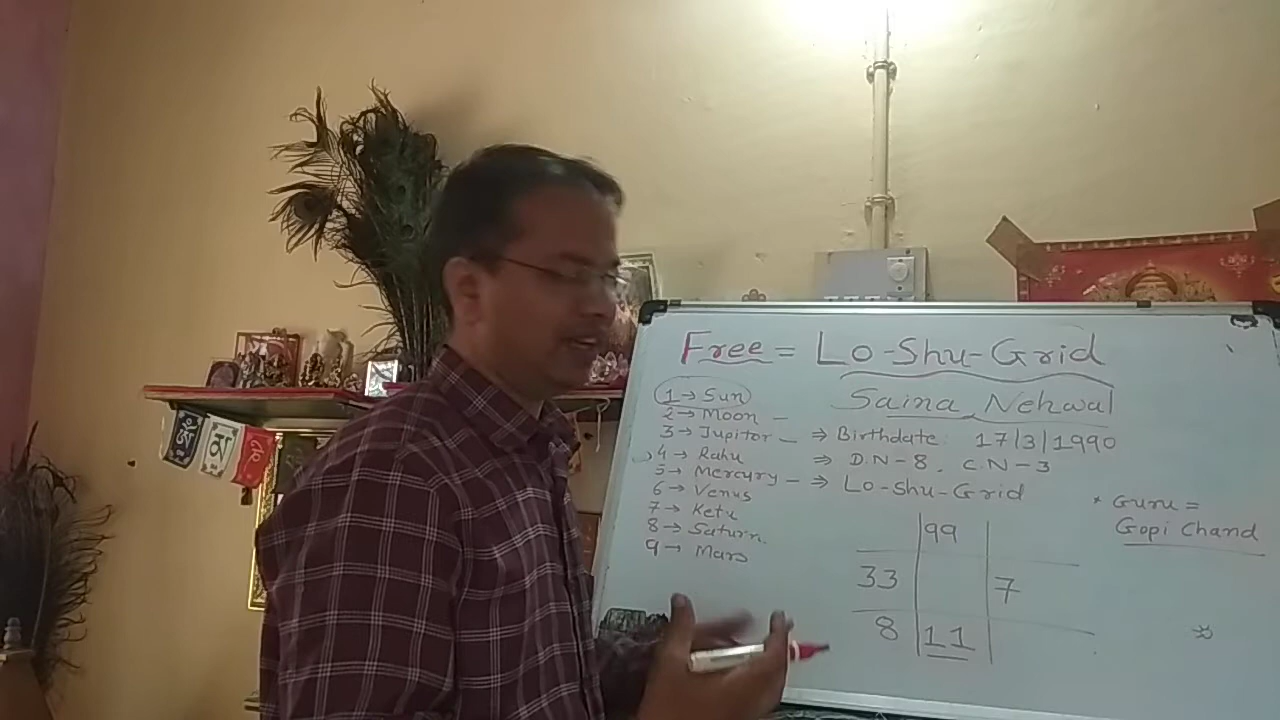 Free = Lo-Shu-Grid
Saina Nehwal
1 → Sun
2 → Moon –
3 → Jupitor –
4 → Rahu
5 → Mercury –
6 → Venus
7 → Ketu
8 → Saturn.
9 → Mars
⇒ Birthdate: 17/3/1990
⇒ D.N-8, C.N-3
⇒ Lo-Shu-Grid
* Guru =
Gopi Chand
99
33 7
8 11